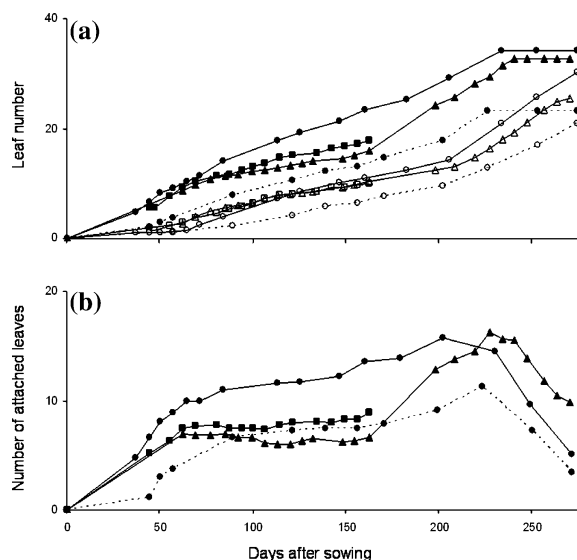 (a)
40
20
0
Leaf number
(b)
20
10
0
Number of attached leaves
0 50 100 150 200 250
Days after sowing